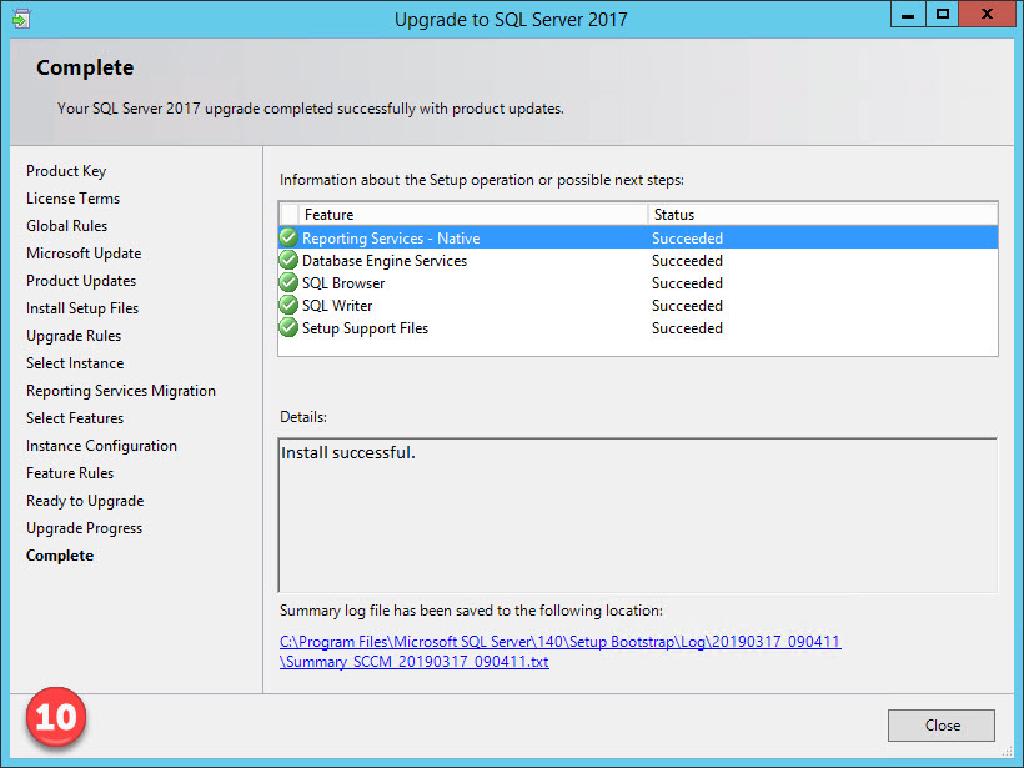 Upgrade to SQL Server 2017
Complete
Your SQL Server 2017 upgrade completed successfully with product updates.
Product Key
License Terms
Global Rules
Microsoft Update
Product Updates
Install Setup Files
Upgrade Rules
Select Instance
Reporting Services Migration
Select Features
Instance Configuration
Feature Rules
Ready to Upgrade
Upgrade Progress
Complete
Information about the Setup operation or possible next steps:
Feature Status
Reporting Services - Native Succeeded
Database Engine Services Succeeded
SQL Browser Succeeded
SQL Writer Succeeded
Setup Support Files Succeeded
Details:
Install successful.
Summary log file has been saved to the following location:
C:\Program Files\Microsoft SQL Server\140\Setup Bootstrap\Log\20190317_090411
\Summary_SCCM_20190317_090411.txt
10
Close